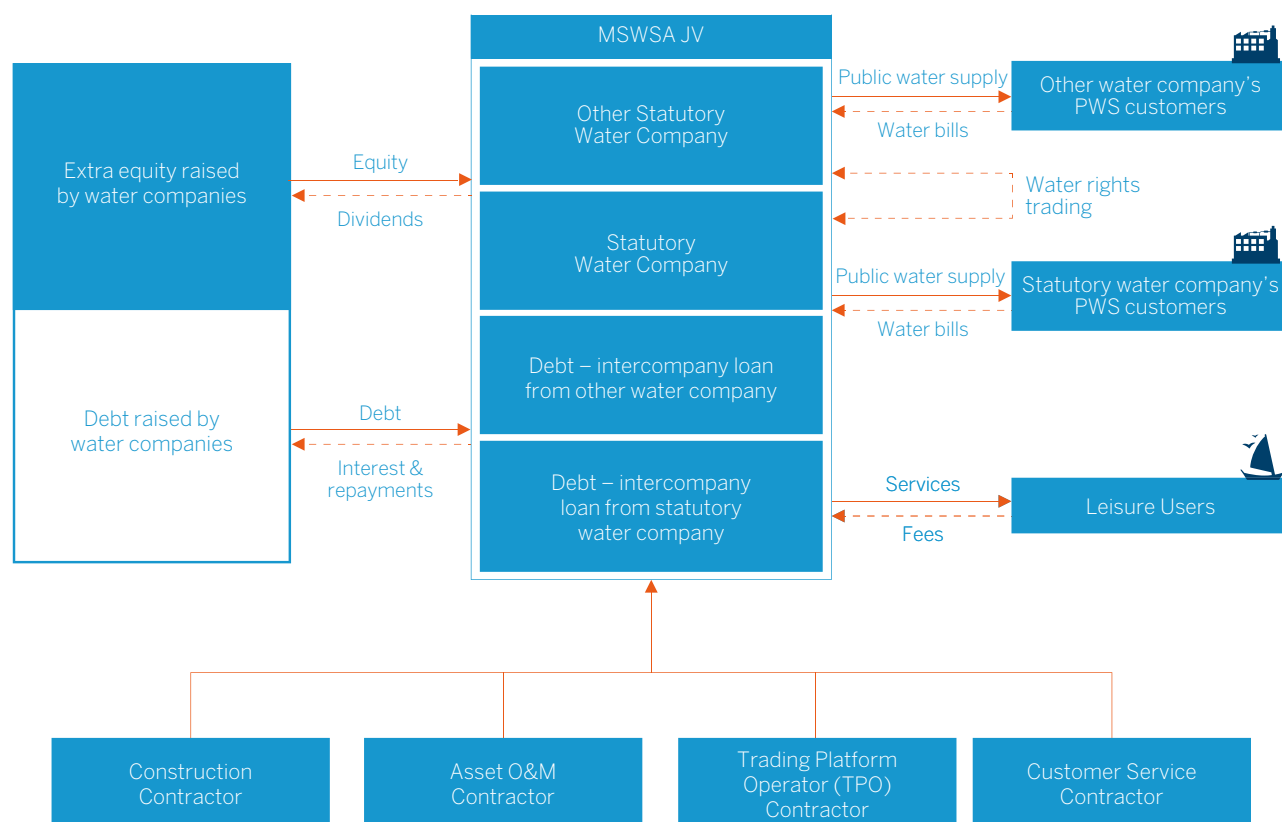 MSWSA JV
Extra equity raised
by water companies
Debt raised by
water companies
Equity
Dividends
Debt
Interest &
repayments
Other Statutory
Water Company
Statutory
Water Company
Debt – intercompany loan
from other water company
Debt – intercompany
loan from statutory
water company
Public water supply
Water bills
Water rights
trading
Public water supply
Water bills
Services
Fees
Other water company's
PWS customers
Statutory water company's
PWS customers
Leisure Users
Construction
Contractor
Asset O&M
Contractor
Trading Platform
Operator (TPO)
Contractor
Customer Service
Contractor